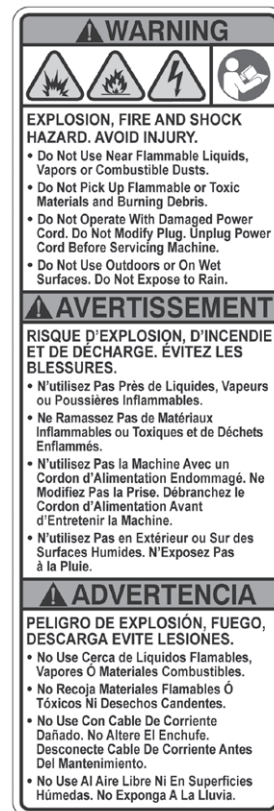 WARNING
EXPLOSION, FIRE AND SHOCK
HAZARD. AVOID INJURY.
• Do Not Use Near Flammable Liquids,
Vapors or Combustible Dusts.
• Do Not Pick Up Flammable or Toxic
Materials and Burning Debris.
• Do Not Operate With Damaged Power
Cord. Do Not Modify Plug. Unplug Power
Cord Before Servicing Machine.
• Do Not Use Outdoors or On Wet
Surfaces. Do Not Expose to Rain.
AVERTISSEMENT
RISQUE D'EXPLOSION, D'INCENDIE
ET DE DÉCHARGE. ÉVITEZ LES
BLESSURES.
• N'utilisez Pas Près de Liquides, Vapeurs
ou Poussières Inflammables.
• Ne Ramassez Pas de Matériaux
Inflammables ou Toxiques et de Déchets
Enflammés.
• N'utilisez Pas la Machine Avec un
Cordon d'Alimentation Endommagé. Ne
Modifiez Pas la Prise. Débranchez le
Cordon d'Alimentation Avant
d'Entretenir la Machine.
• N'utilisez Pas en Extérieur ou Sur des
Surfaces Humides. N'Exposez Pas
à la Pluie.
ADVERTENCIA
PELIGRO DE EXPLOSIÓN, FUEGO,
DESCARGA EVITE LESIONES.
• No Use Cerca de Liquidos Flamables,
Vapores Ó Materiales Combustibles.
• No Recoja Materiales Flamables Ó
Tóxicos Ni Desechos Candentes.
• No Use Con Cable De Corriente
Dañado. No Altere El Enchufe.
Desconecte Cable De Corriente Antes
Del Mantenimiento.
• No Use Al Aire Libre Ni En Superficies
Húmedas. No Exponga A La Lluvia.